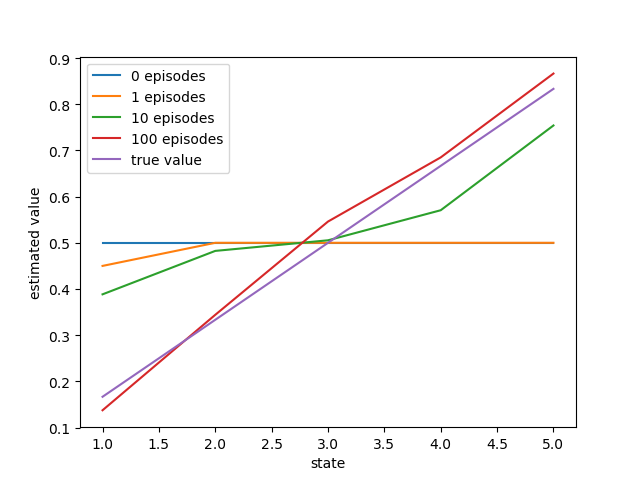 0 episodes
1 episodes
10 episodes
100 episodes
true value
estimated value
0.9
0.8
0.7
0.6
0.5
0.4
0.3
0.2
0.1
1.0 1.5 2.0 2.5 3.0 3.5 4.0 4.5 5.0
state